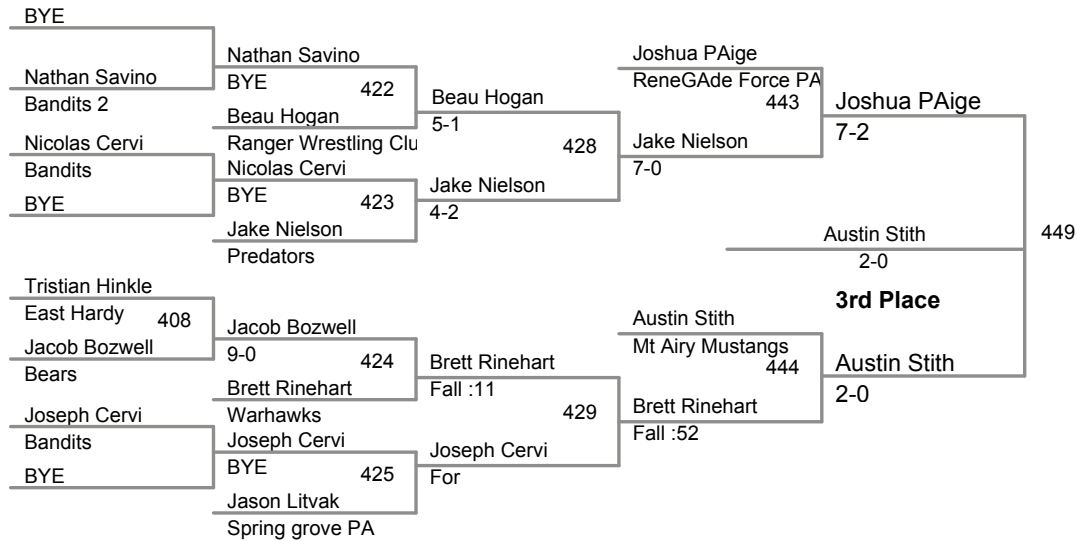 BYE
Nathan Savino
Bandits 2
Nicolas Cervi
Bandits
BYE
Tristian Hinkle
East Hardy
408
Jacob Bozwell
Bears
Joseph Cervi
Bandits
BYE
Nathan Savino
BYE
422
Beau Hogan
Ranger Wrestling Clu
Nicolas Cervi
BYE
423
Jake Nielson
Predators
Jacob Bozwell
9-0
424
Brett Rinehart
Warhawks
Joseph Cervi
BYE
425
Jason Litvak
Spring grove PA
Beau Hogan
5-1
428
Jake Nielson
4-2
Brett Rinehart
Fall :11
429
Joseph Cervi
For
Joshua PAige
ReneGAde Force PA
443
Jake Nielson
7-0
Austin Stith
Mt Airy Mustangs
444
Brett Rinehart
Fall :52
Joshua PAige
7-2
Austin Stith
2-0
449
3rd Place
Austin Stith
2-0